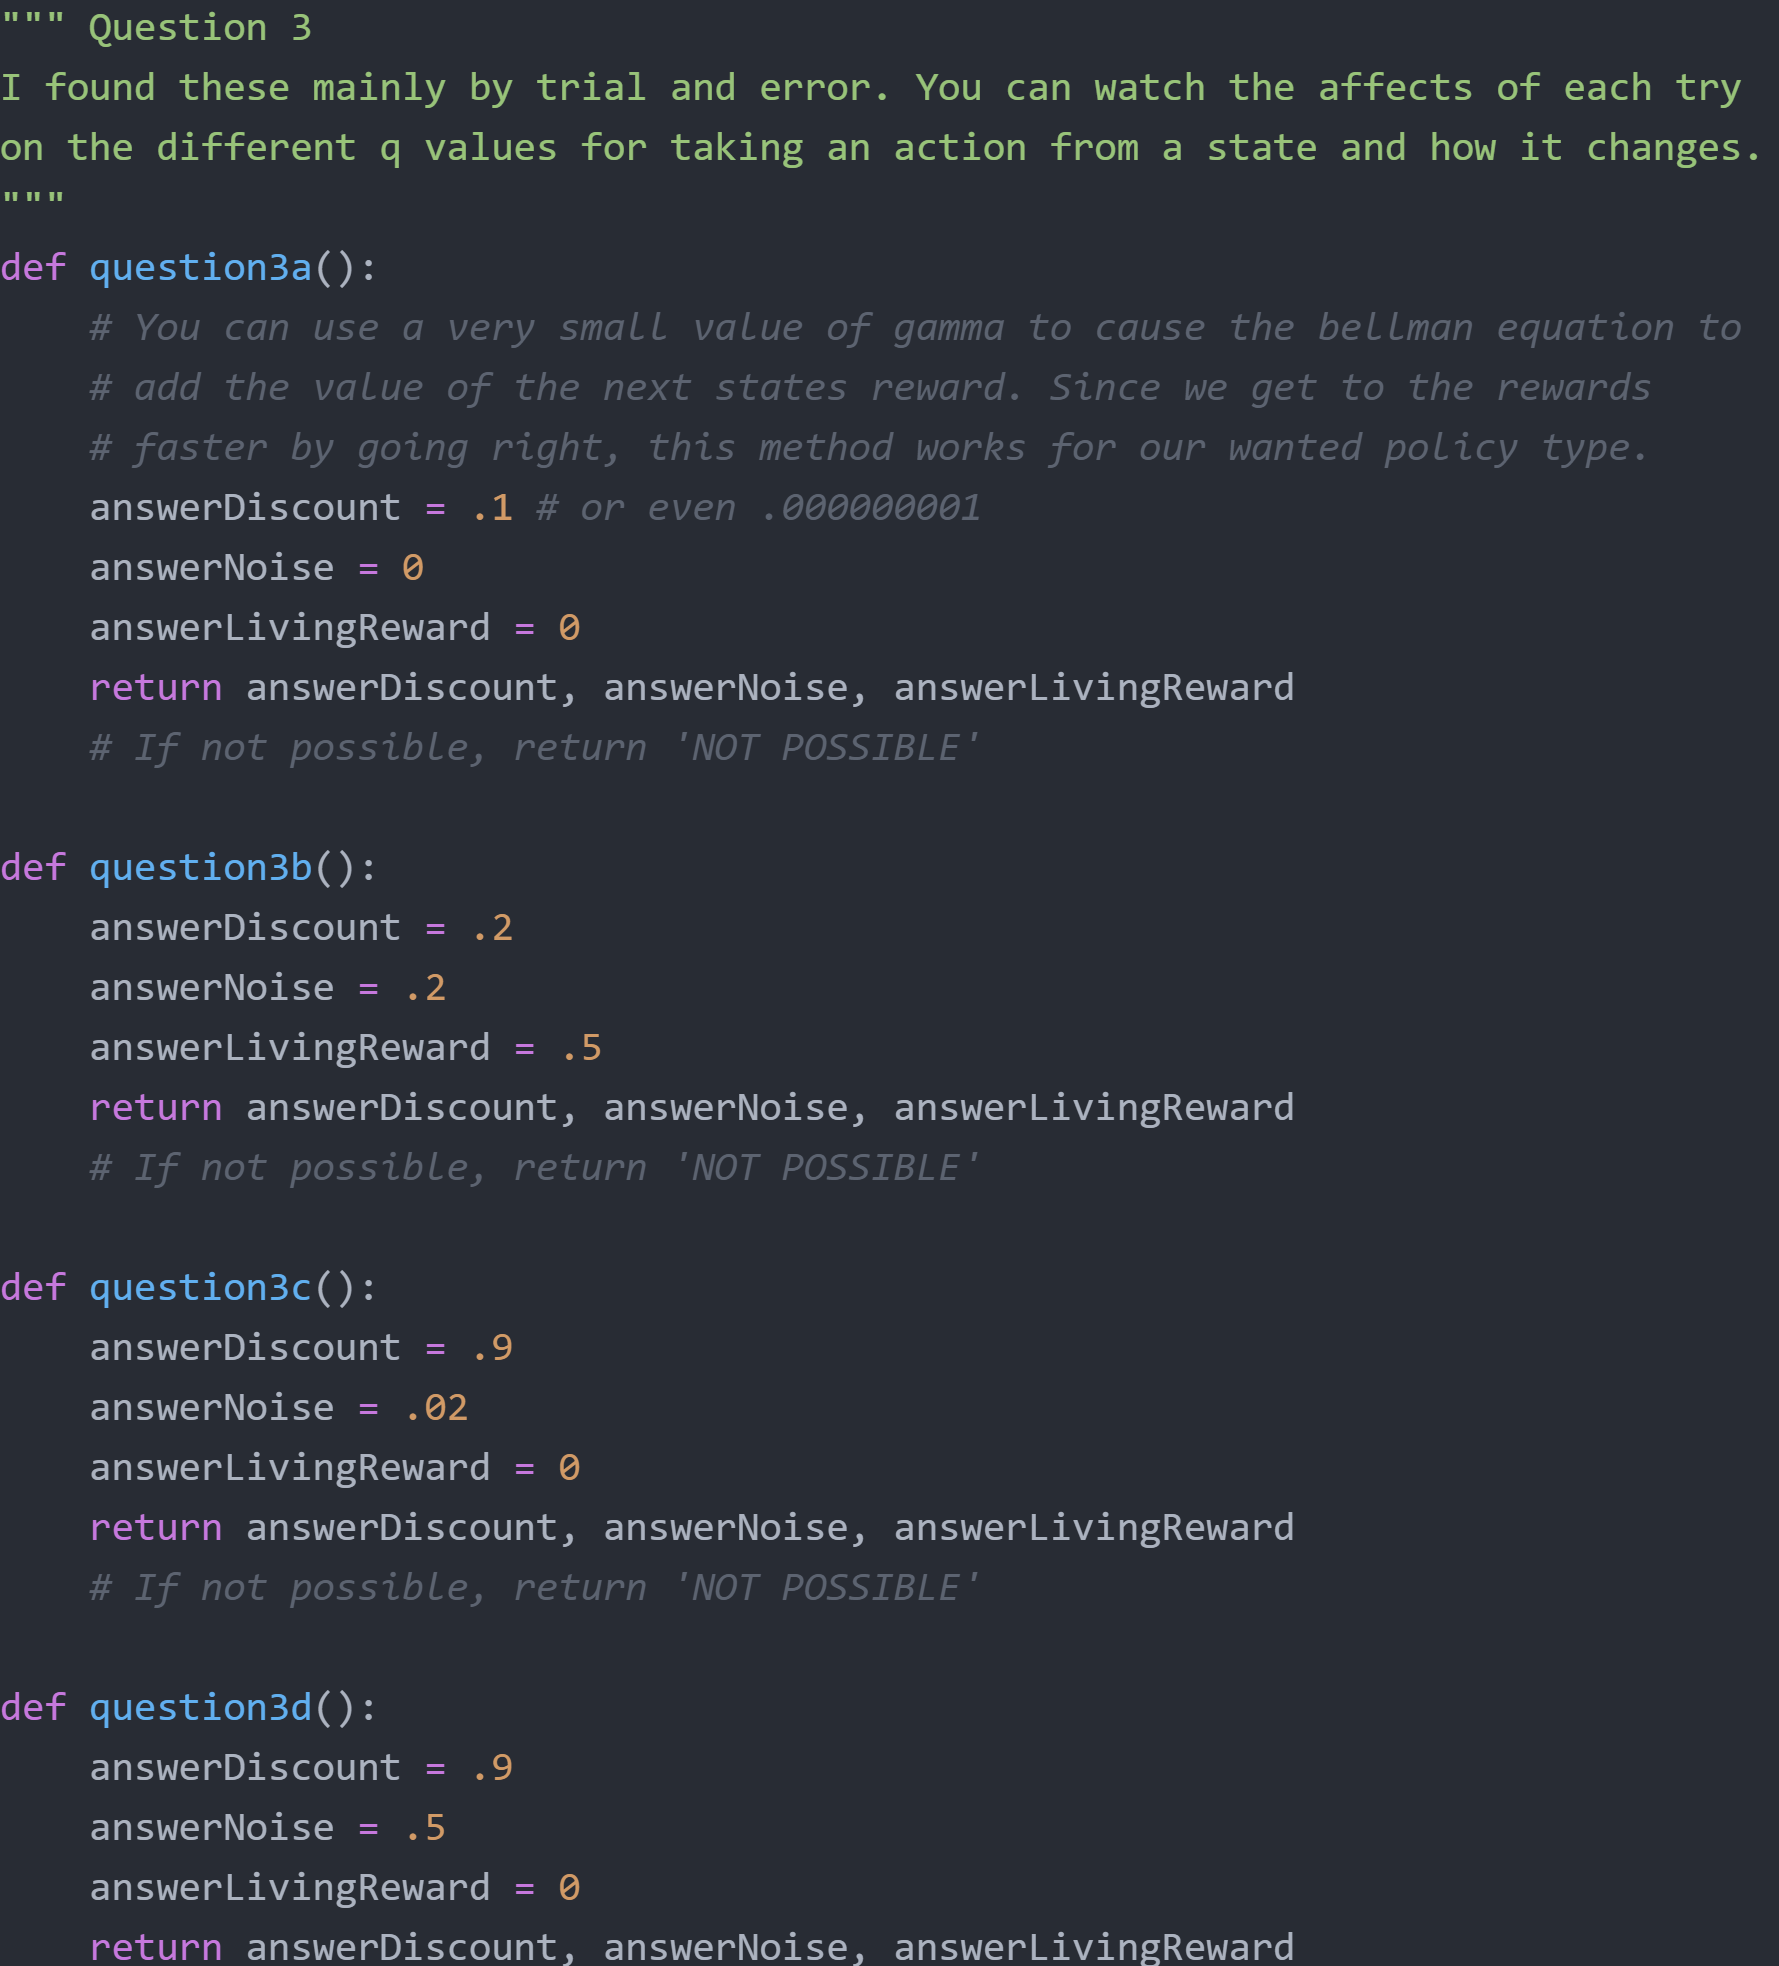 """ Question 3
I found these mainly by trial and error. You can watch the affects of each try
on the different q values for taking an action from a state and how it changes.
"""
def question3a():
    # You can use a very small value of gamma to cause the bellman equation to
    # add the value of the next states reward. Since we get to the rewards
    # faster by going right, this method works for our wanted policy type.
    answerDiscount = .1 # or even .000000001
    answerNoise = 0
    answerLivingReward = 0
    return answerDiscount, answerNoise, answerLivingReward
    # If not possible, return 'NOT POSSIBLE'

def question3b():
    answerDiscount = .2
    answerNoise = .2
    answerLivingReward = .5
    return answerDiscount, answerNoise, answerLivingReward
    # If not possible, return 'NOT POSSIBLE'

def question3c():
    answerDiscount = .9
    answerNoise = .02
    answerLivingReward = 0
    return answerDiscount, answerNoise, answerLivingReward
    # If not possible, return 'NOT POSSIBLE'

def question3d():
    answerDiscount = .9
    answerNoise = .5
    answerLivingReward = 0
    return answerDiscount, answerNoise, answerLivingReward